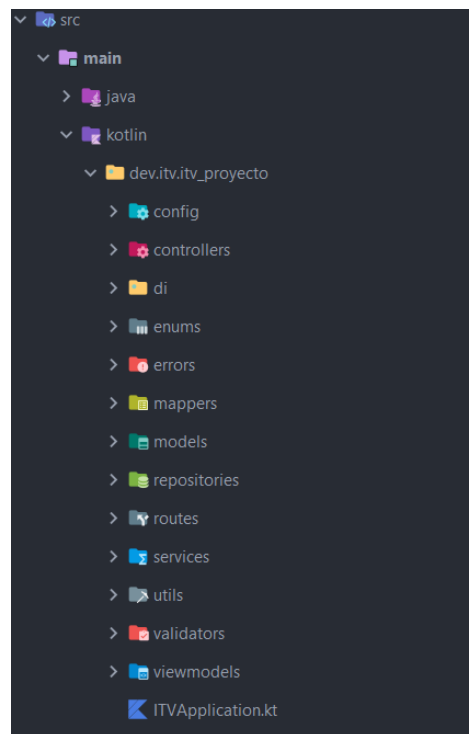 src
main
java
kotlin
dev.itv.itv_proyecto
config
controllers
di
enums
errors
mappers
models
repositories
routes
services
utils
validators
viewmodels
ITVApplication.kt